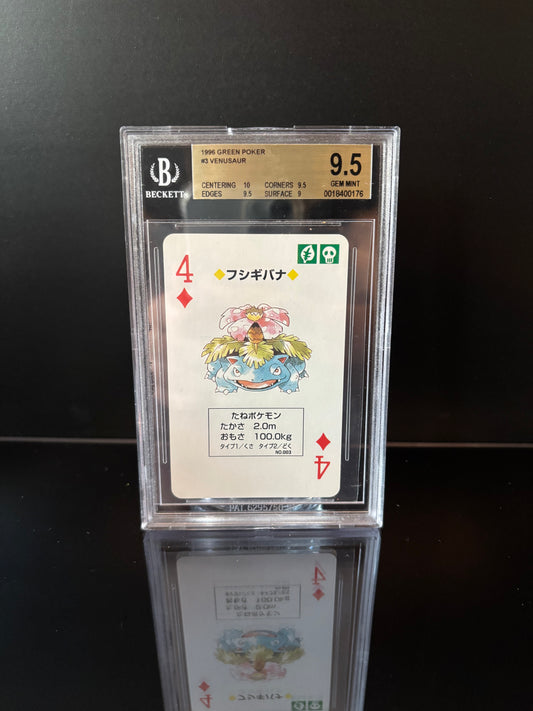 1996 GREEN POKER
#3 VENUSAUR
9.5
GEM MINT
CENTERING 10 CORNERS 9.5
EDGES 9.5 SURFACE 9
0018400176
B
BECKETT
4
フシギバナ
たねポケモン
たかさ 2.0m
おもさ 100.0kg
タイプ1/くさ タイプ2/どく
NO.003
4